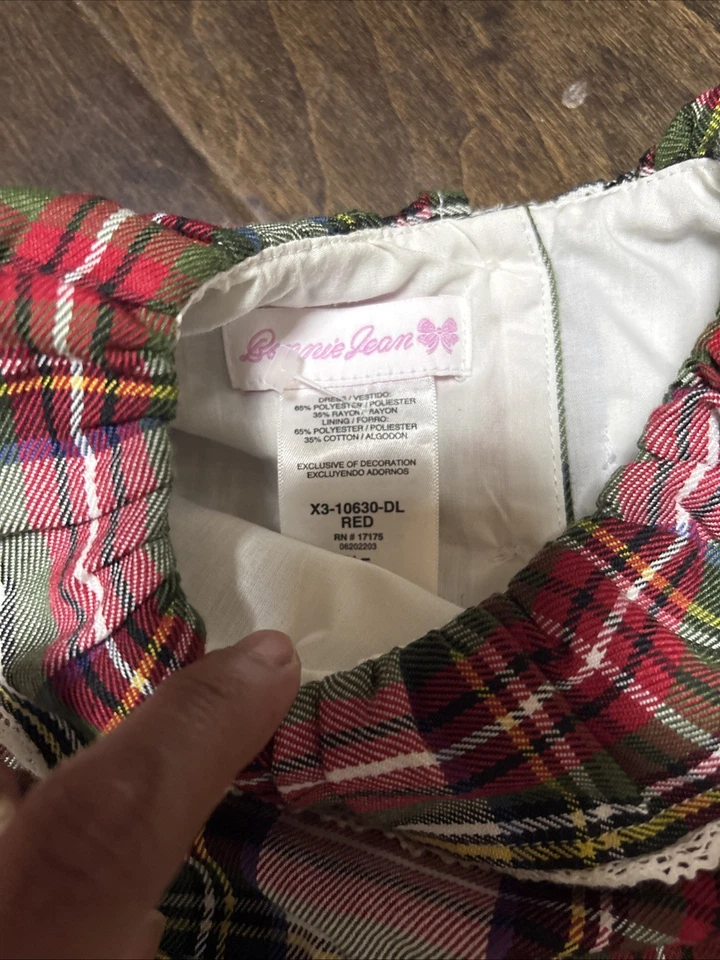 Bonnie Jean
DRESS / VESTIDO:
65% POLYESTER / POLIESTER
35% RAYON / RAYON
LINING / FORRO:
65% POLYESTER / POLIESTER
35% COTTON / ALGODON
EXCLUSIVE OF DECORATION
EXCLUYENDO ADORNOS
X3-10630-DL
RED
RN # 17175
06202203